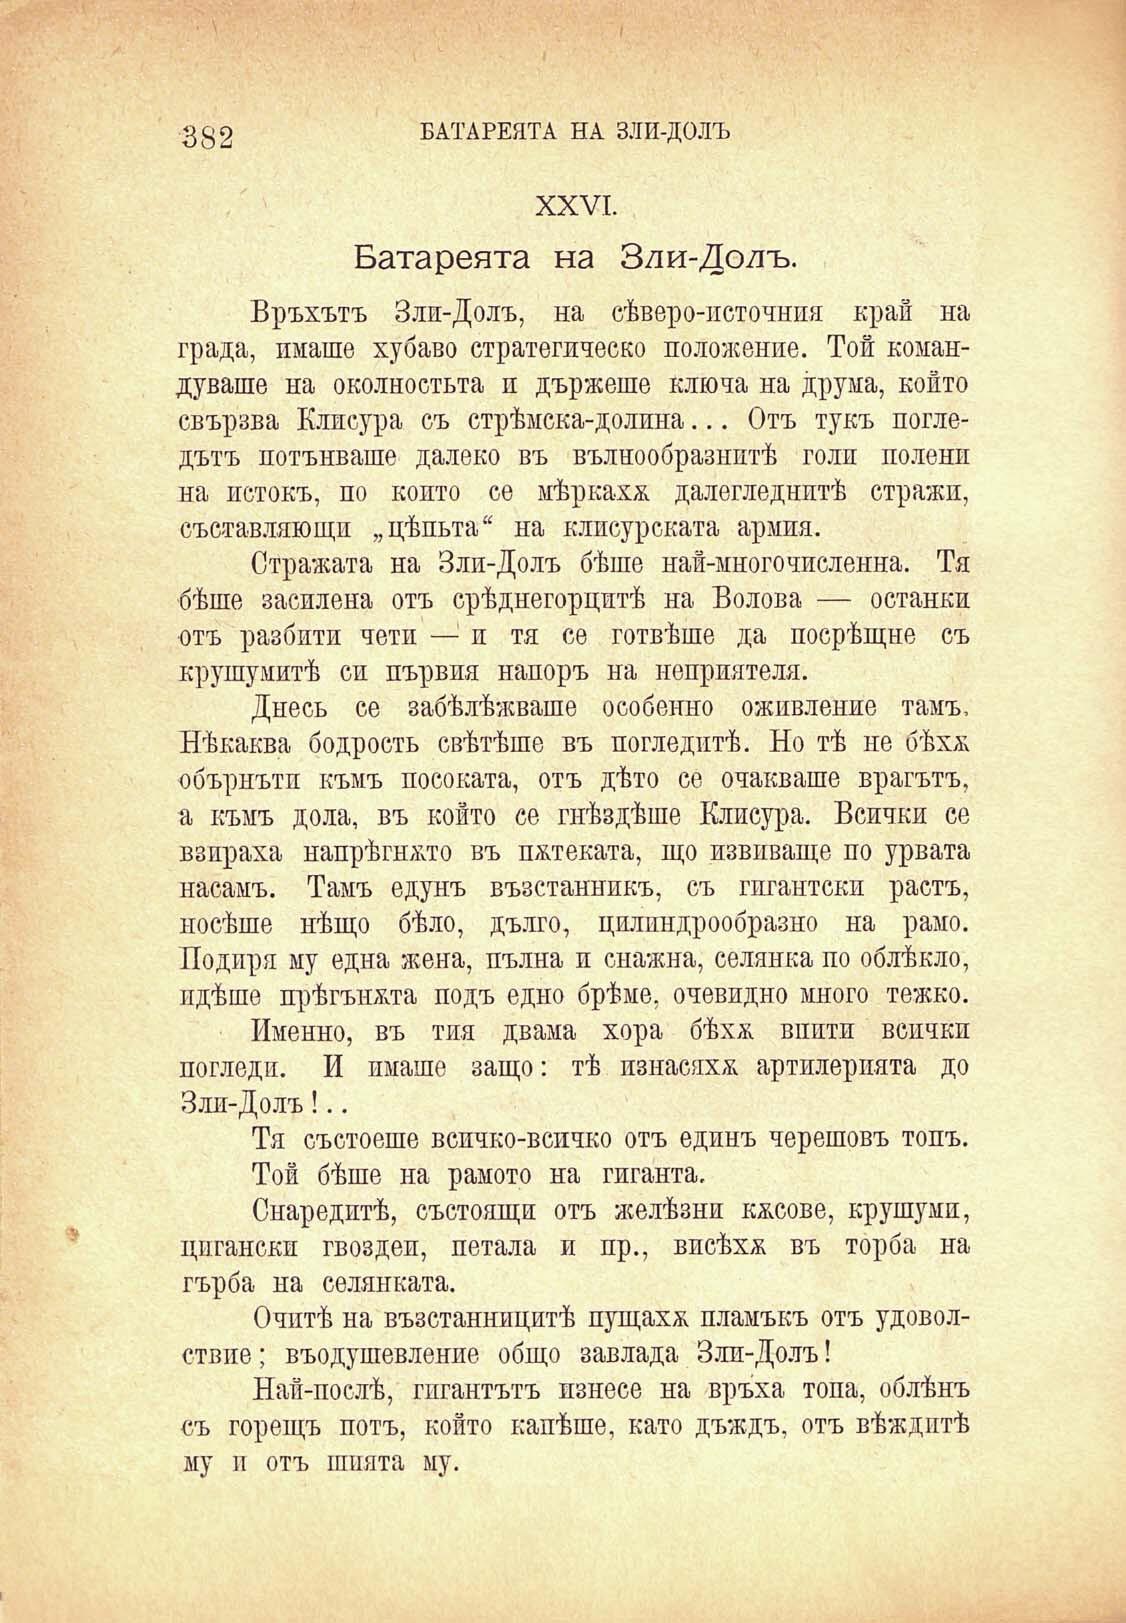 382
БАТАРЕЯТА НА ЗЛИ-ДОЛЪ
XXVI.
Батареята на Зли-Долъ.
Връхътъ Зли-Долъ, на сѣверо-источния край на
града, имаше хубаво стратегическо положение. Той коман-
дуваше на околностьта и държеше ключа на друма, който
свързва Клисура съ стрѣмска-долина... Отъ тукъ погле-
дътъ потънваше далеко въ вълнообразнитѣ голи полени
на истокъ, по които се мѣркахѫ далегледнитѣ стражи,
съставляющи „цѣпьта“ на клисурската армия.
Стражата на Зли-Долъ бѣше най-многочисленна. Тя
бѣше засилена отъ срѣднегорцитѣ на Волова — останки
отъ разбити чети — и тя се готвѣше да посрѣщне съ
крушумитѣ си първия напоръ на неприятеля.
Днесь се забѣлѣжваше особенно оживление тамъ.
Нѣкаква бодрость свѣтѣше въ погледитѣ. Но тѣ не бѣхѫ
обърнъти къмъ посоката, отъ дѣто се очакваше врагътъ,
а къмъ дола, въ който се гнѣздѣше Клисура. Всички се
взираха напрѣгнѫто въ пѫтеката, що извиваще по урвата
насамъ. Тамъ едунъ възстанникъ, съ гигантски растъ,
носѣше нѣщо бѣло, дълго, цилиндрообразно на рамо.
Подиря му една жена, пълна и снажна, селянка по облѣкло,
идѣше прѣгънѫта подъ едно брѣме, очевидно много тежко.
Именно, въ тия двама хора бѣхѫ впити всички
погледи. И имаше защо: тѣ изнасяхѫ артилерията до
Зли-Долъ!..
Тя състоеше всичко-всичко отъ единъ черешовъ топъ.
Той бѣше на рамото на гиганта.
Снаредитѣ, състоящи отъ желѣзни кѫсове, крушуми,
цигански гвоздеи, петала и пр., висѣхѫ въ торба на
гърба на селянката.
Очитѣ на възстанницитѣ пущахѫ пламъкъ отъ удовол-
ствие; въодушевление общо завлада Зли-Долъ!
Най-послѣ, гигантътъ изнесе на връха топа, облѣнъ
съ горещъ потъ, който капѣше, като дъждъ, отъ вѣждитѣ
му и отъ шията му.